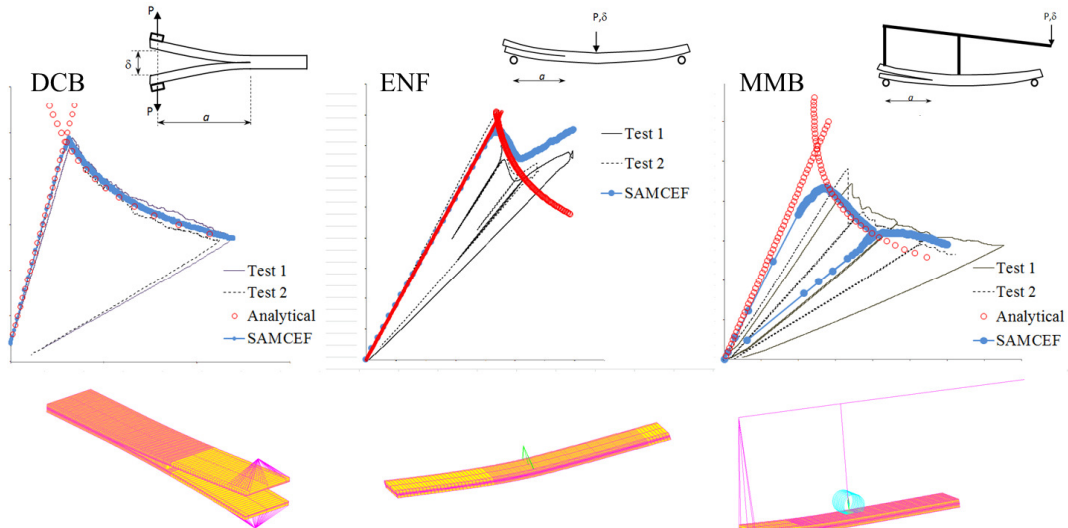 P
δ
P
a
DCB
Test 1
Test 2
Analytical
SAMCEF
P,δ
a
ENF
Test 1
Test 2
SAMCEF
P,δ
a
MMB
Test 1
Test 2
Analytical
SAMCEF